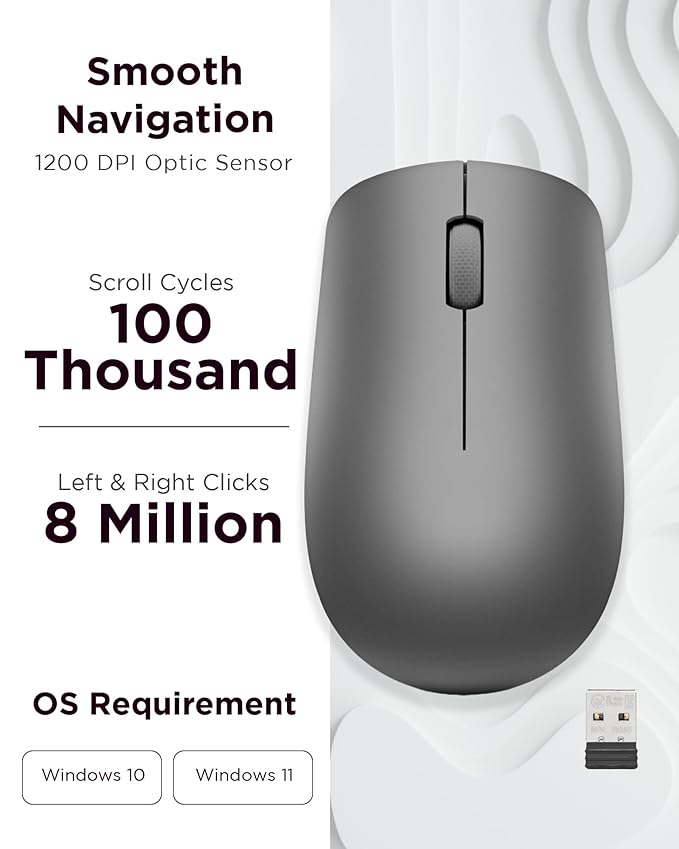 Smooth
Navigation
1200 DPI Optic Sensor
Scroll Cycles
100
Thousand
Left & Right Clicks
8 Million
OS Requirement
Windows 10
Windows 11